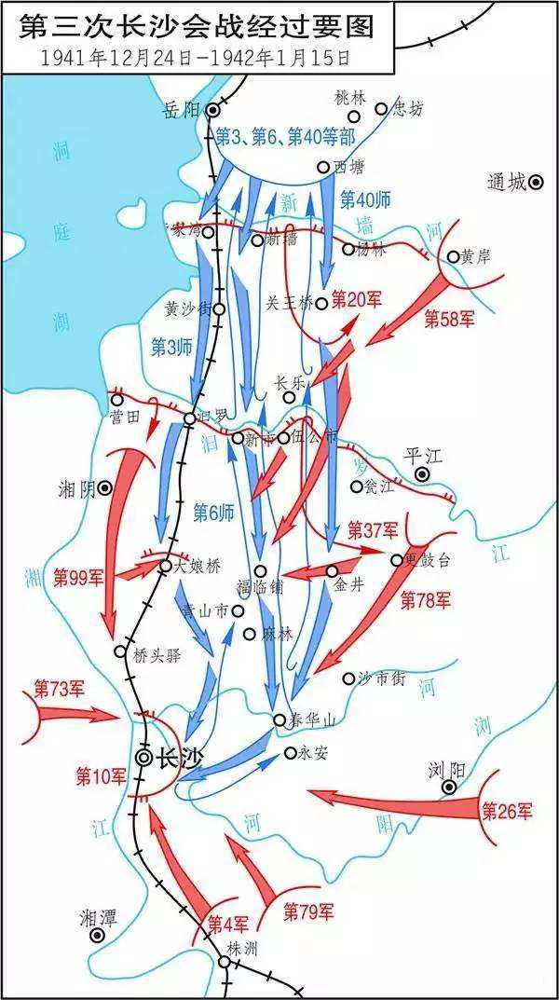 第三次长沙会战经过要图
1941年12月24日-1942年1月15日
桃林
忠坊
岳阳
第3、第6、第40等部
西塘
洞
庭
湖
通城
第40师
新
墙
河
家湾
新墙
杨林
黄岸
黄沙街
关王桥
第20军
第58军
第3师
长乐
营田
汨罗
汨
新市
伍公市
罗
江
平江
湘阴
瓮江
第6师
第37军
第99军
大娘桥
福临铺
金井
更鼓台
第78军
湘
青山市
麻林
桥头驿
沙市街
河
第73军
春华山
浏
永安
长沙
第10军
浏阳
江
河
阳
第26军
第4军
第79军
湘潭
株洲